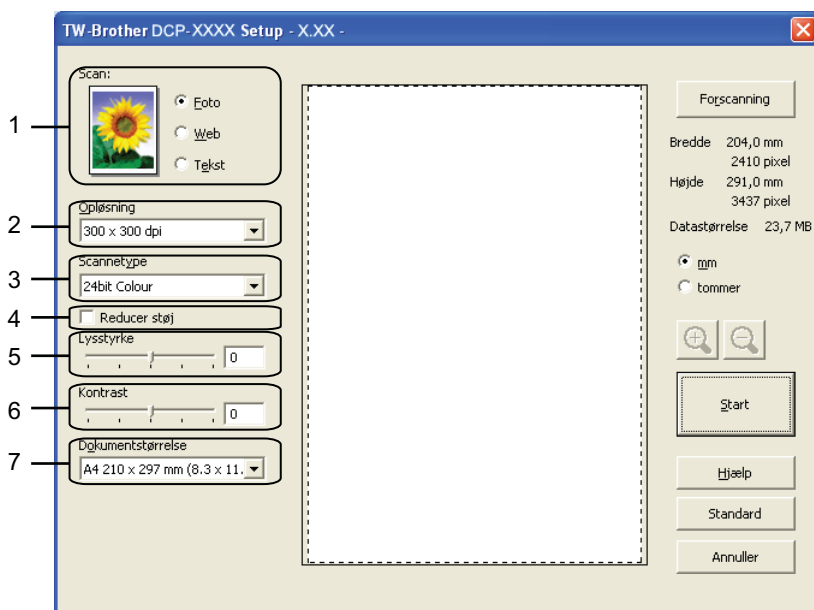 TW-Brother DCP-XXXX Setup - X.XX -
1
Scan:
Foto
Web
Tekst
2
Opløsning
300 x 300 dpi
3
Scannetype
24bit Colour
4
Reducer støj
5
Lysstyrke
0
6
Kontrast
0
7
Dokumentstørrelse
A4 210 x 297 mm (8.3 x 11.
Forscanning
Bredde 204,0 mm
2410 pixel
Højde 291,0 mm
3437 pixel
Datastørrelse 23,7 MB
mm
tommer
Start
Hjælp
Standard
Annuller